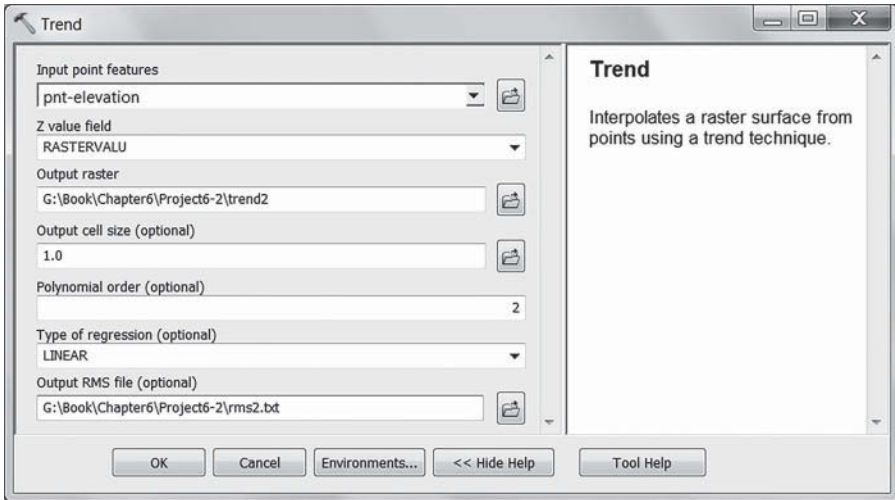 Trend
Input point features
pnt-elevation
Z value field
RASTERVALU
Output raster
G:\Book\Chapter6\Project6-2\trend2
Output cell size (optional)
1.0
Polynomial order (optional)
2
Type of regression (optional)
LINEAR
Output RMS file (optional)
G:\Book\Chapter6\Project6-2\rms2.txt
OK
Cancel
Environments...
<< Hide Help
Trend
Interpolates a raster surface from
points using a trend technique.
Tool Help